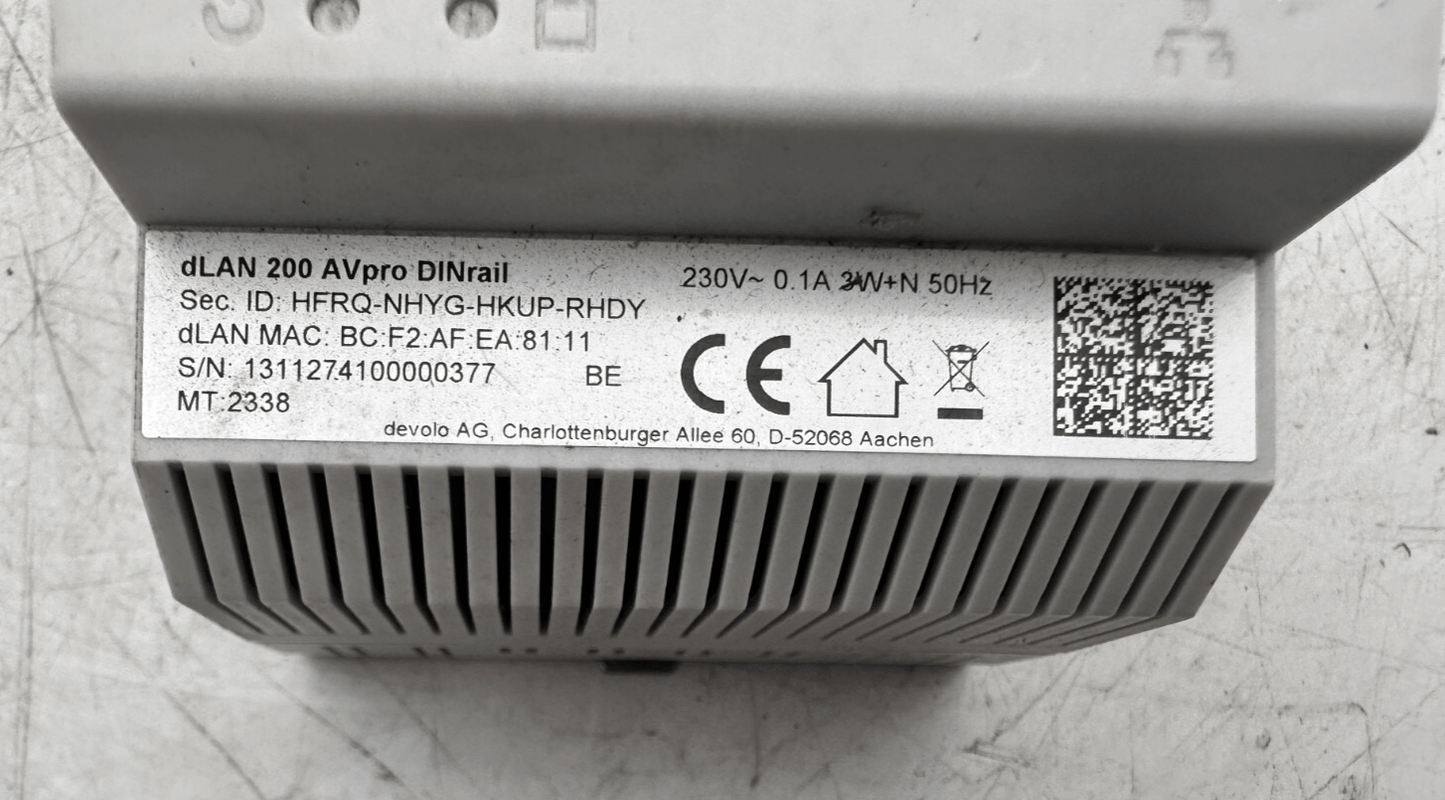 dLAN 200 AVpro DINrail
Sec. ID: HFRQ-NHYG-HKUP-RHDY
dLAN MAC: BC:F2:AF:EA:81:11
S/N: 1311274100000377 BE
MT:2338
230V~ 0.1A 3W+N 50Hz
CE
devolo AG, Charlottenburger Allee 60, D-52068 Aachen